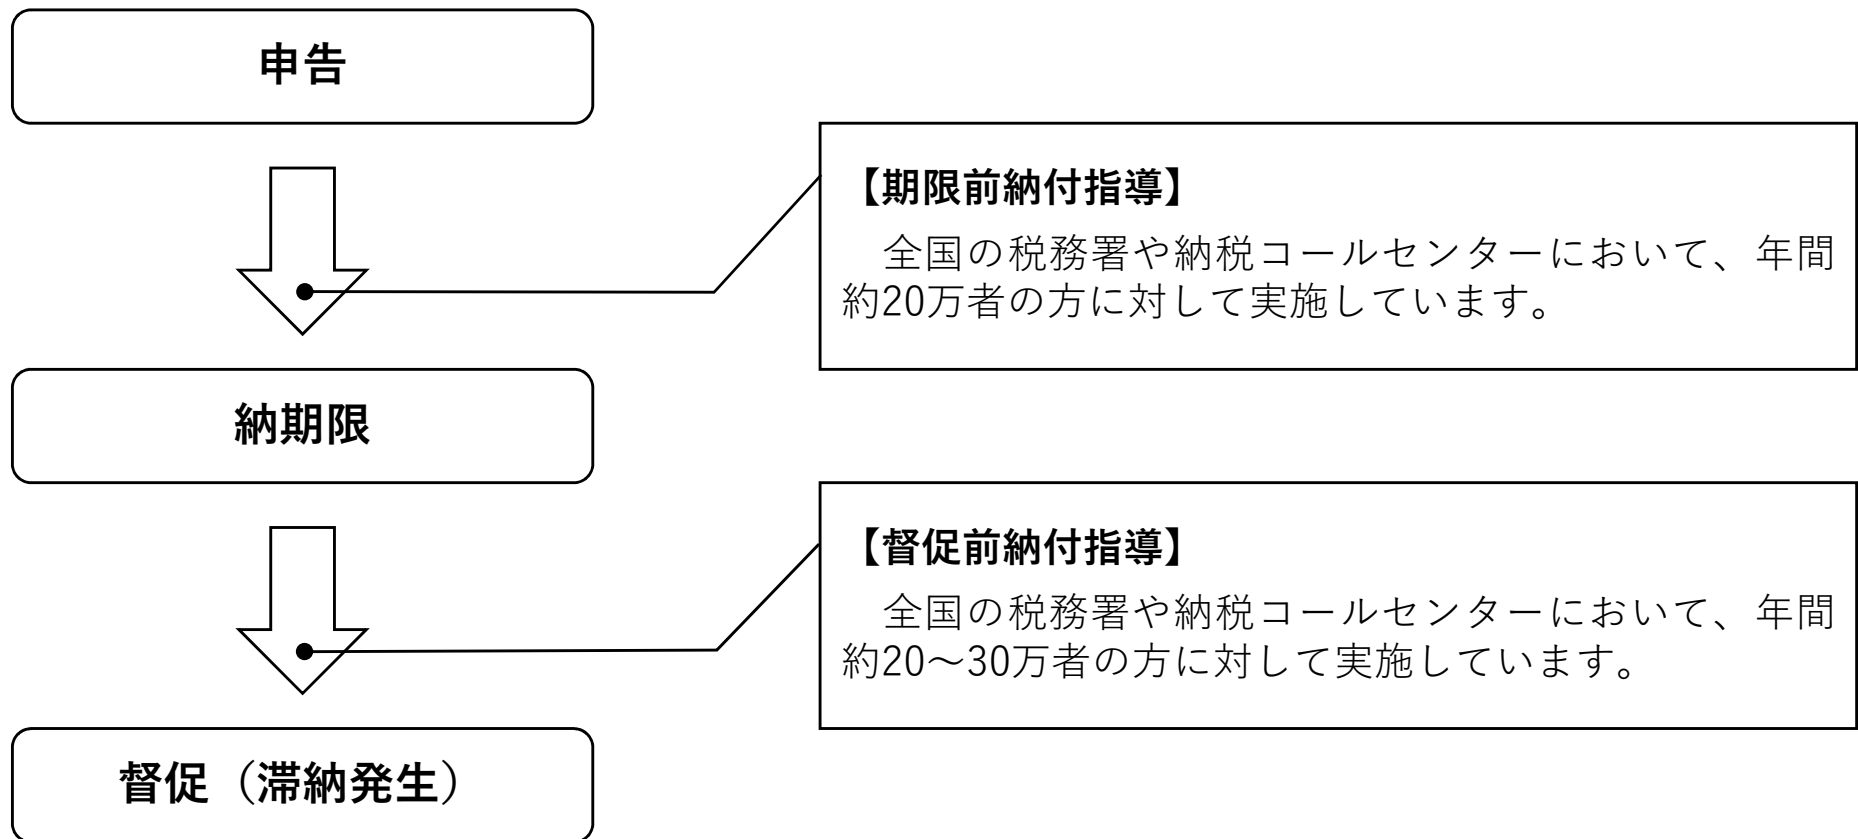 申告
【期限前納付指導】
全国の税務署や納税コールセンターにおいて、年間
約20万者の方に対して実施しています。
納期限
【督促前納付指導】
全国の税務署や納税コールセンターにおいて、年間
約20～30万者の方に対して実施しています。
督促（滞納発生）